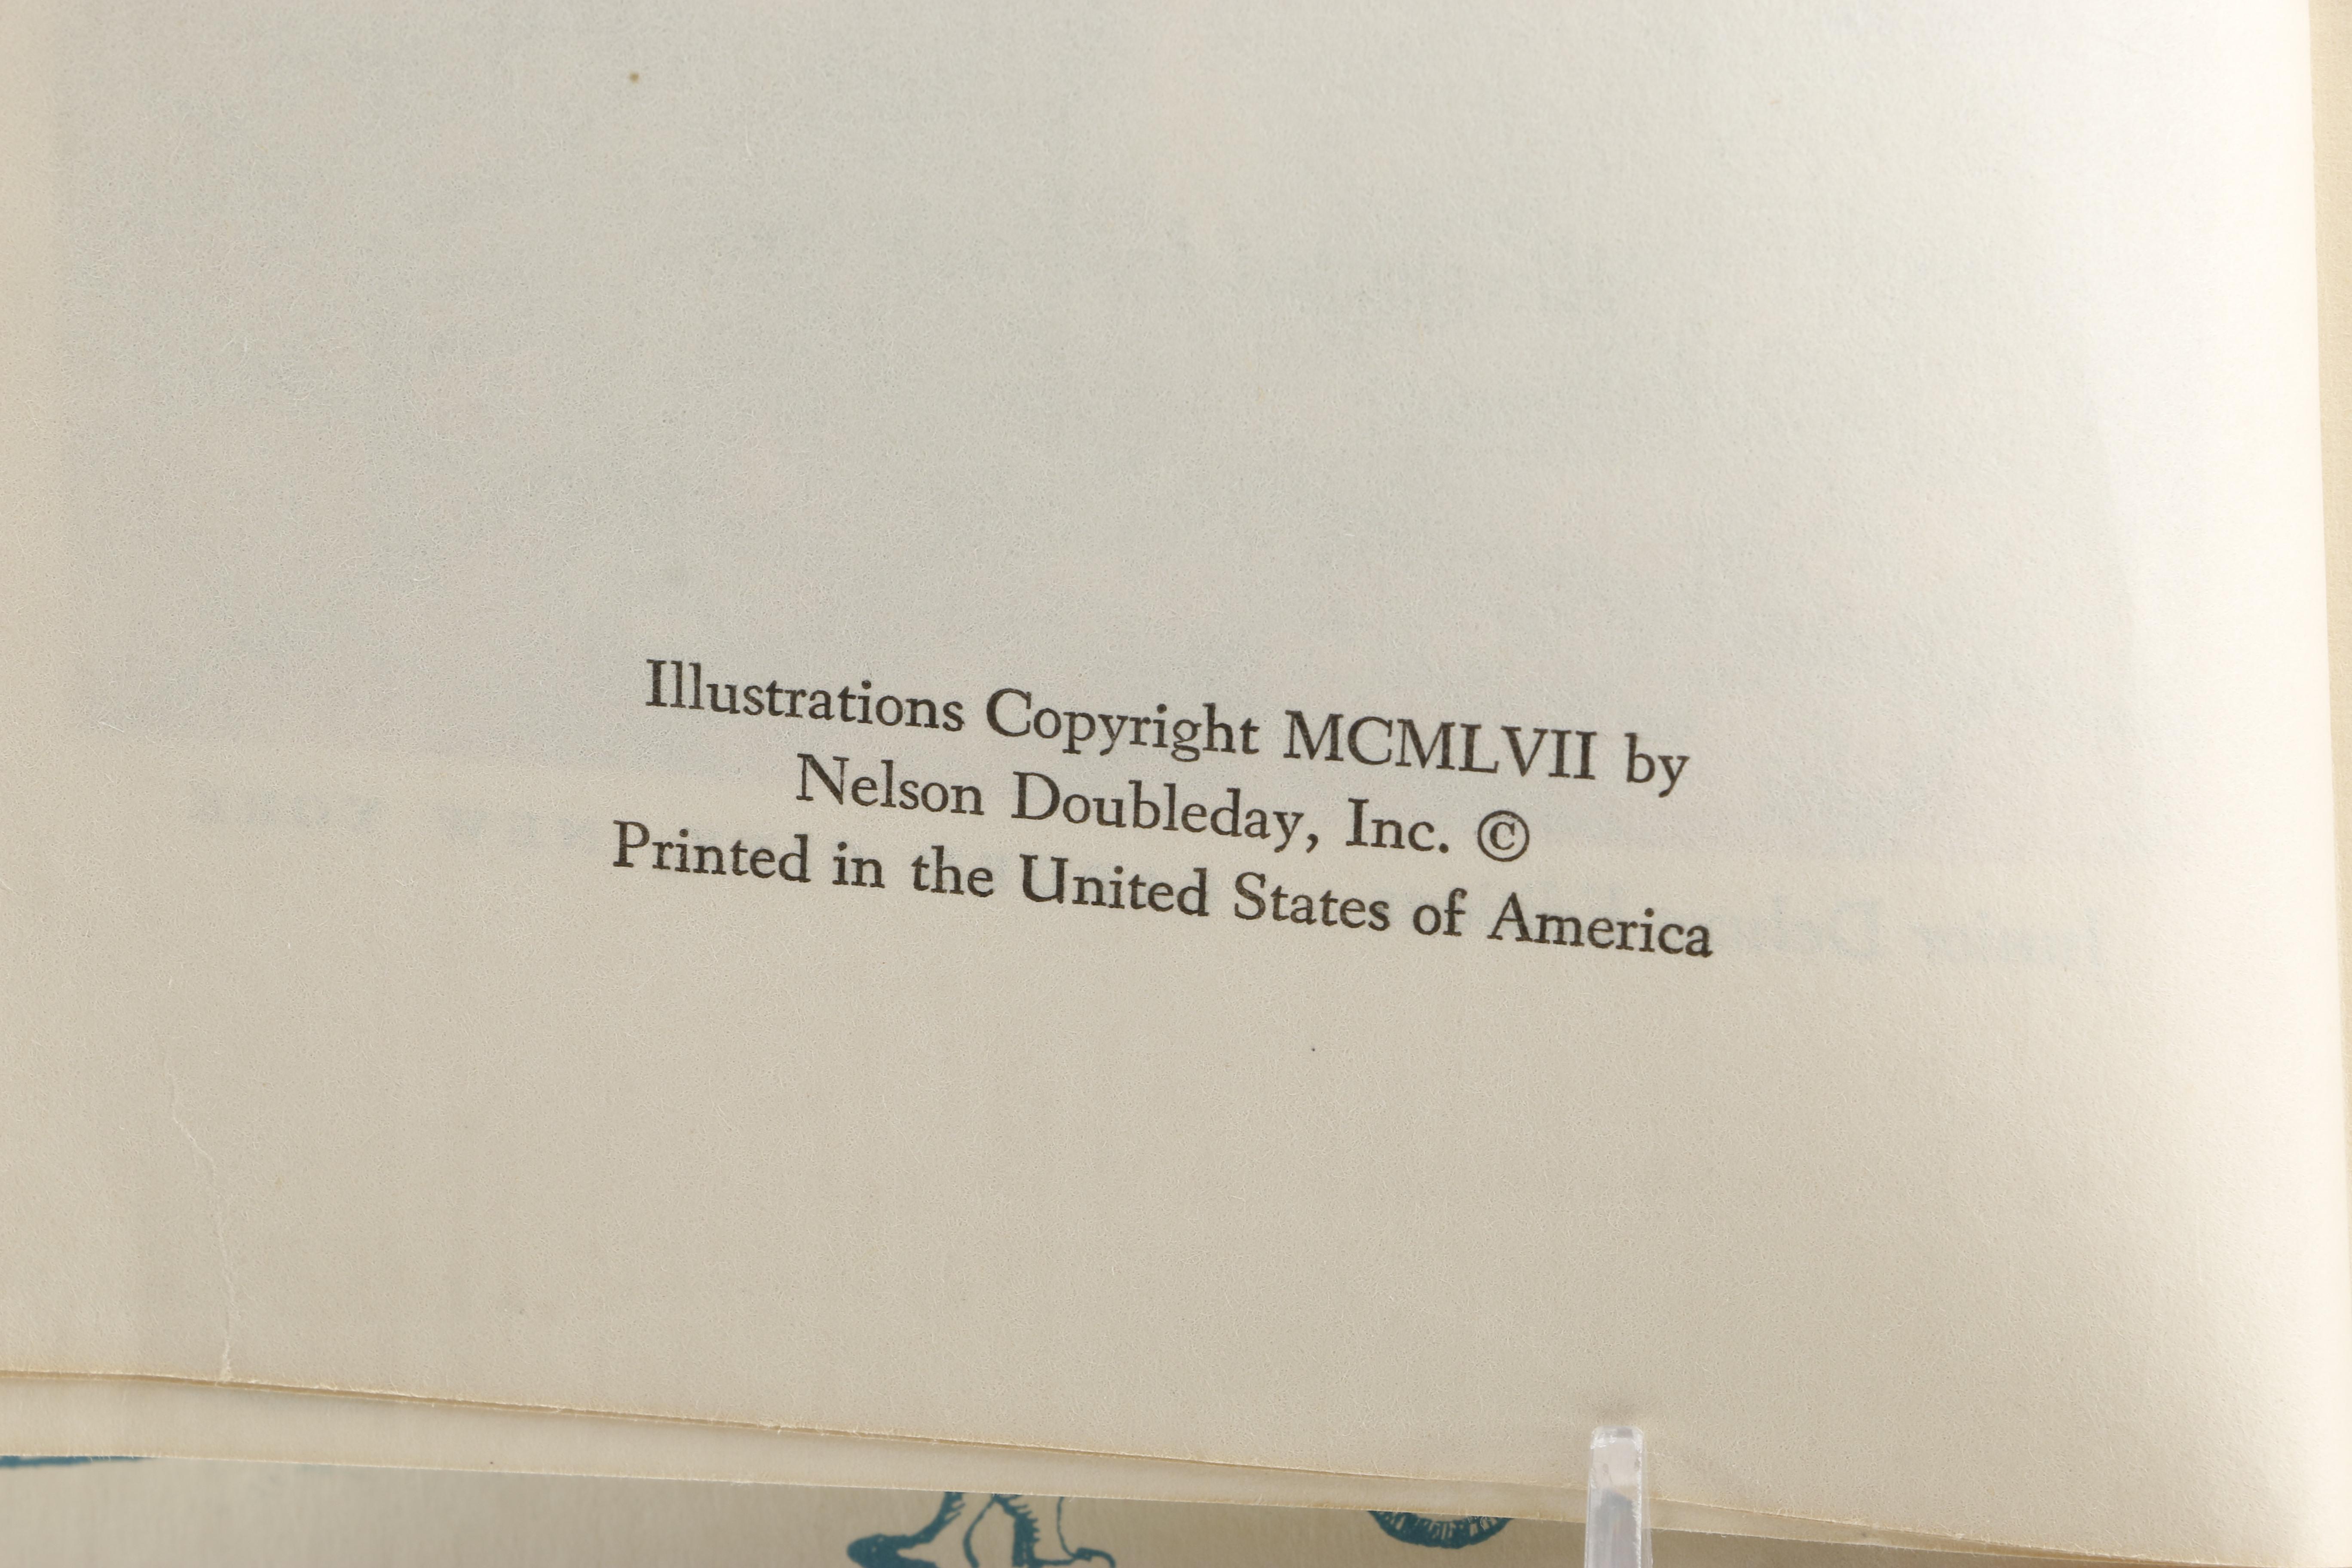 Illustrations Copyright MCMLVII by
Nelson Doubleday, Inc. ©
Printed in the United States of America